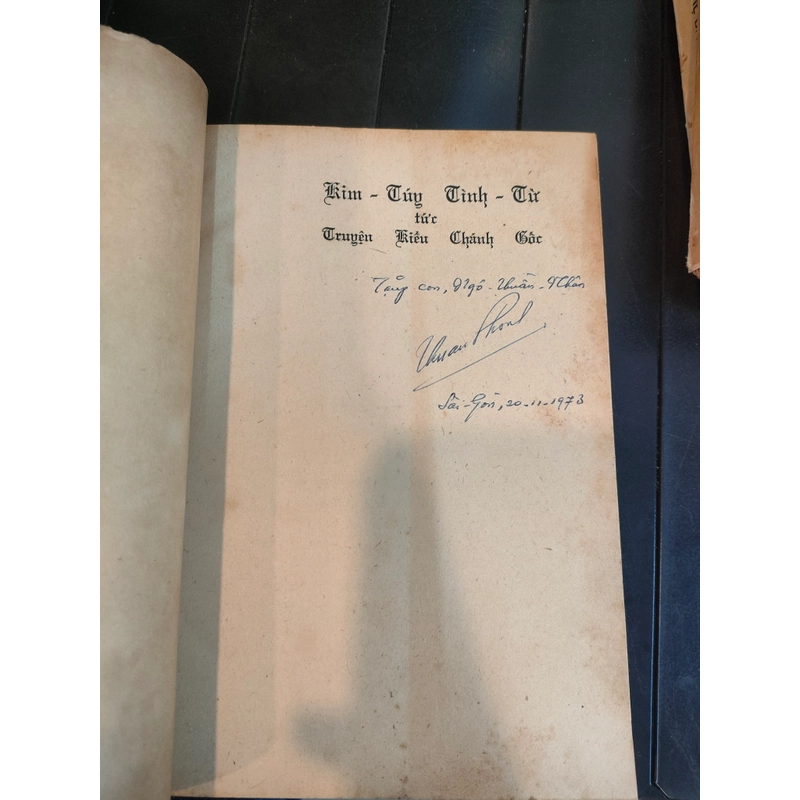 Kim - Túy Tình - Từ
tức
Truyện Kiều Chánh Gốc
Tặng con, Ngô-Thuần-Nhân
Thuần Phong
Sài-Gòn, 20-11-1973